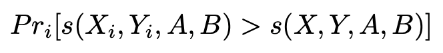 Pr_i[s(X_i, Y_i, A, B) > s(X, Y, A, B)]